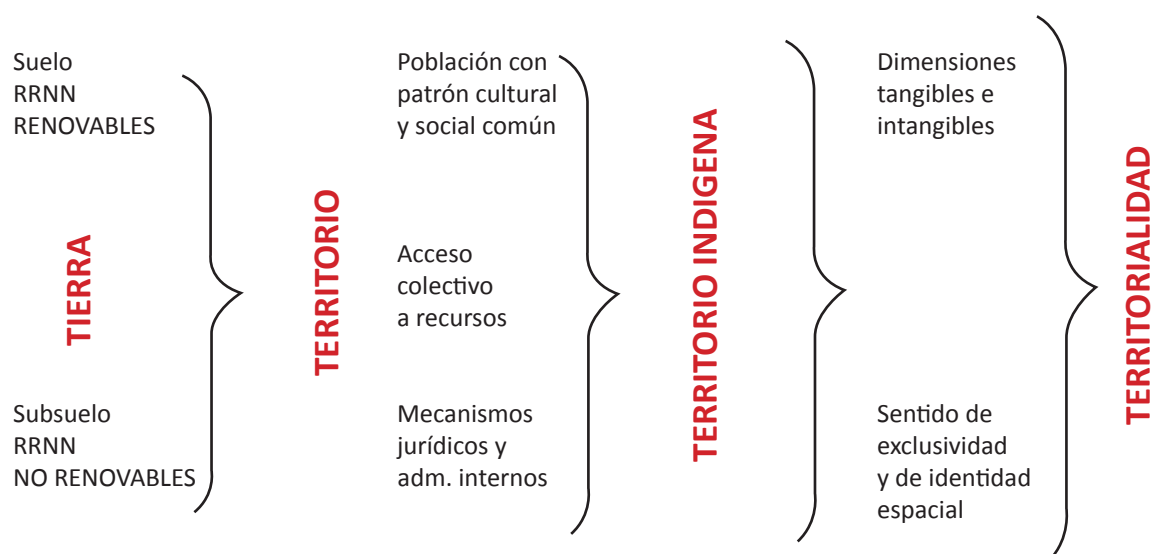 Suelo
RRNN
RENOVABLES
TIERRA
Subsuelo
RRNN
NO RENOVABLES
TERRITORIO
Población con
patrón cultural
y social común
Acceso
colectivo
a recursos
Mecanismos
jurídicos y
adm. internos
TERRITORIO INDIGENA
Dimensiones
tangibles e
intangibles
Sentido de
exclusividad
y de identidad
espacial
TERRITORIALIDAD